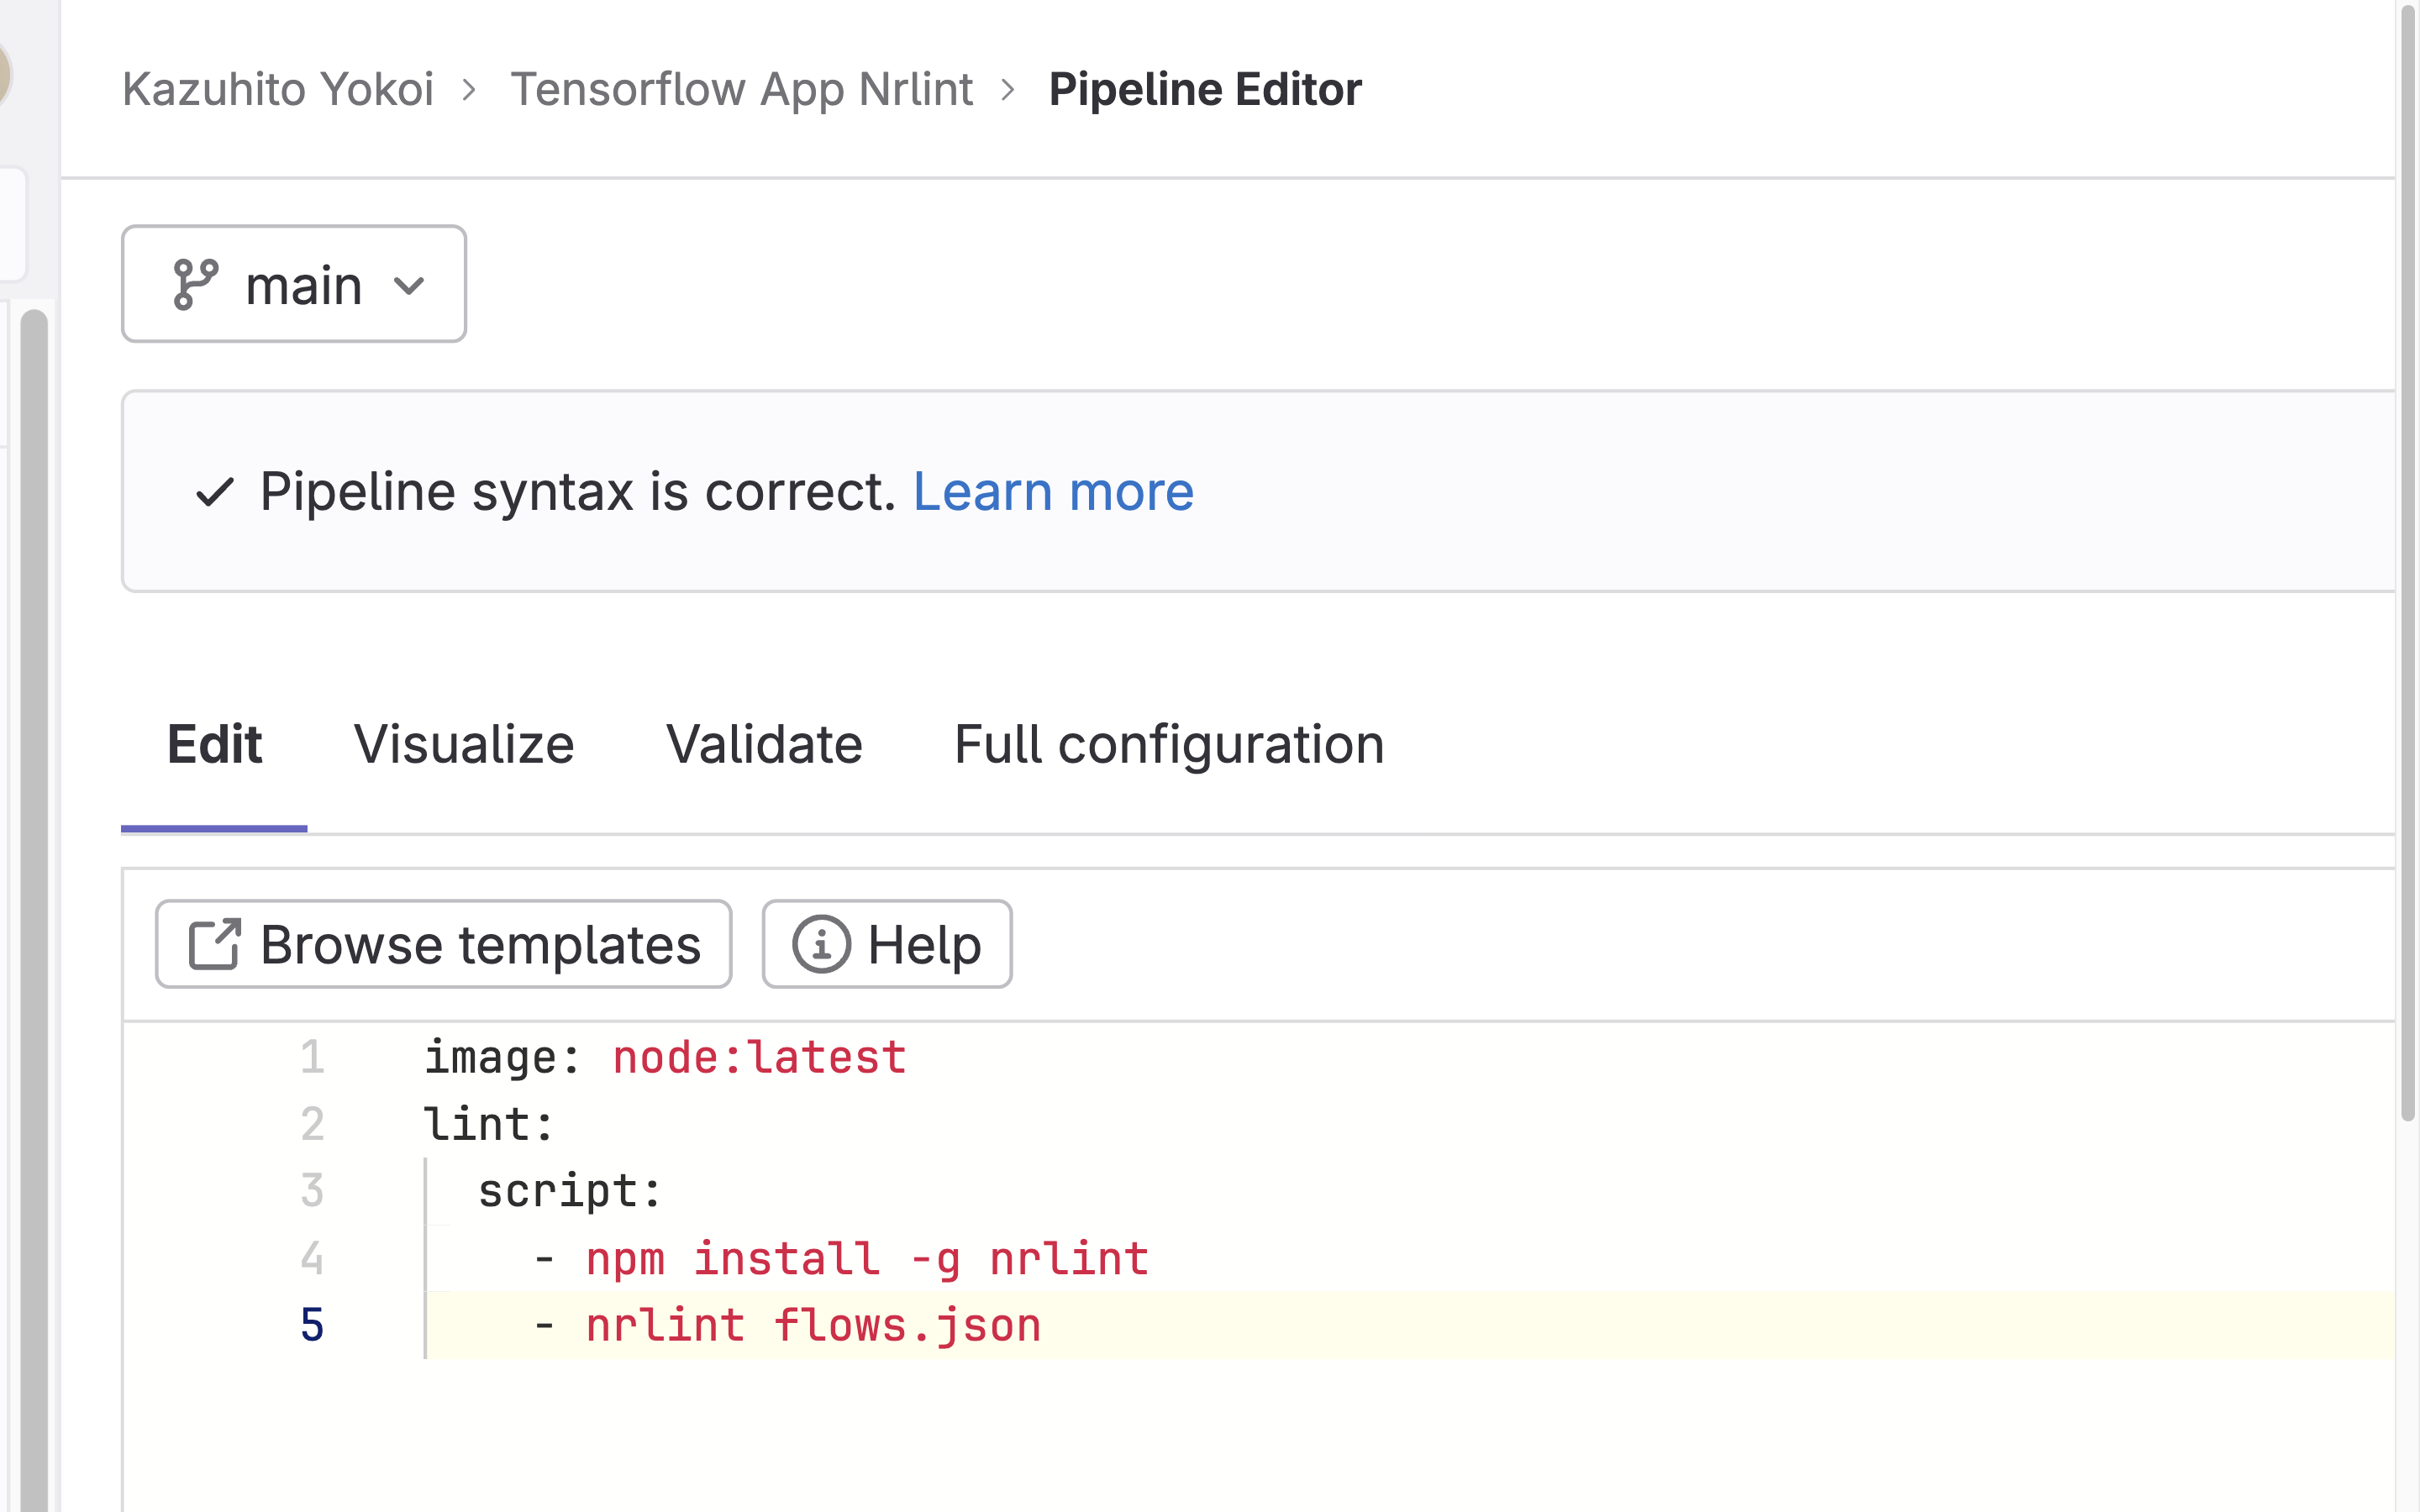 Kazuhito Yokoi > Tensorflow App Nrlint > Pipeline Editor
main
Pipeline syntax is correct. Learn more
Edit Visualize Validate Full configuration
Browse templates Help
1 image: node:latest
2 lint:
3   script:
4     - npm install -g nrlint
5     - nrlint flows.json